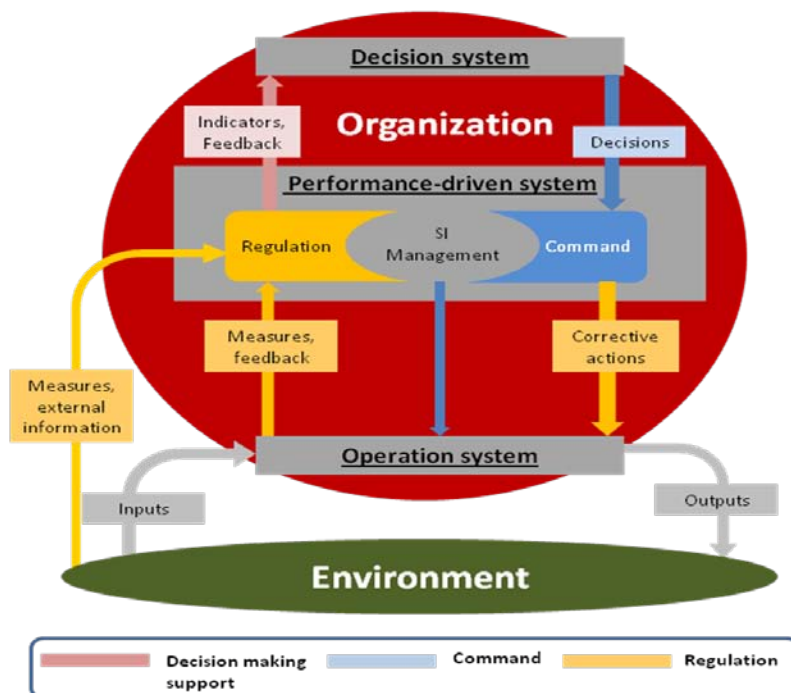 Decision system
Indicators,
Feedback
Organization
Decisions
Performance-driven system
Regulation
SI
Management
Command
Measures,
feedback
Corrective
actions
Measures,
external
information
Operation system
Inputs
Outputs
Environment
Decision making
support
Command
Regulation